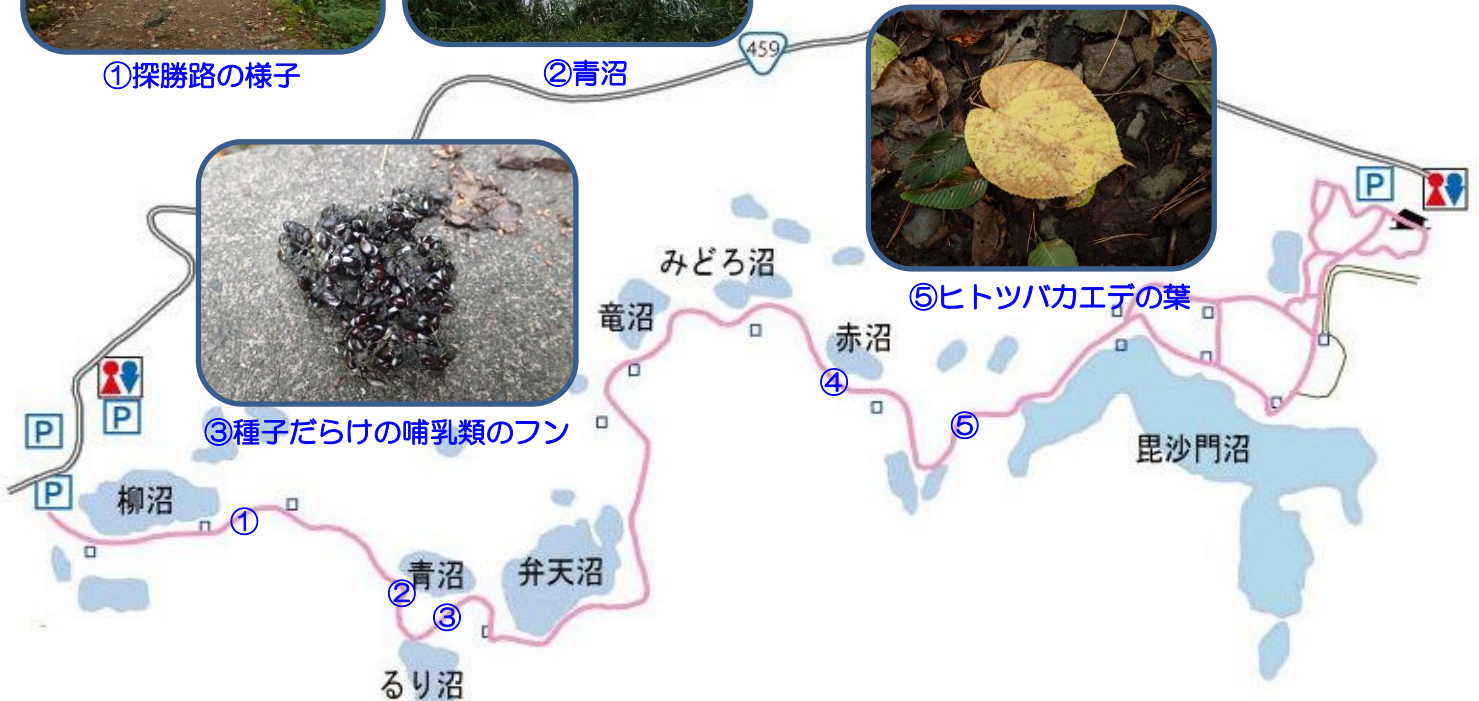 ①探勝路の様子
②青沼
459
P
みどろ沼
竜沼
⑤ヒトツバカエデの葉
赤沼
④
P
P
③種子だらけの哺乳類のフン
⑤
毘沙門沼
P
柳沼
①
青沼
弁天沼
②
③
るり沼